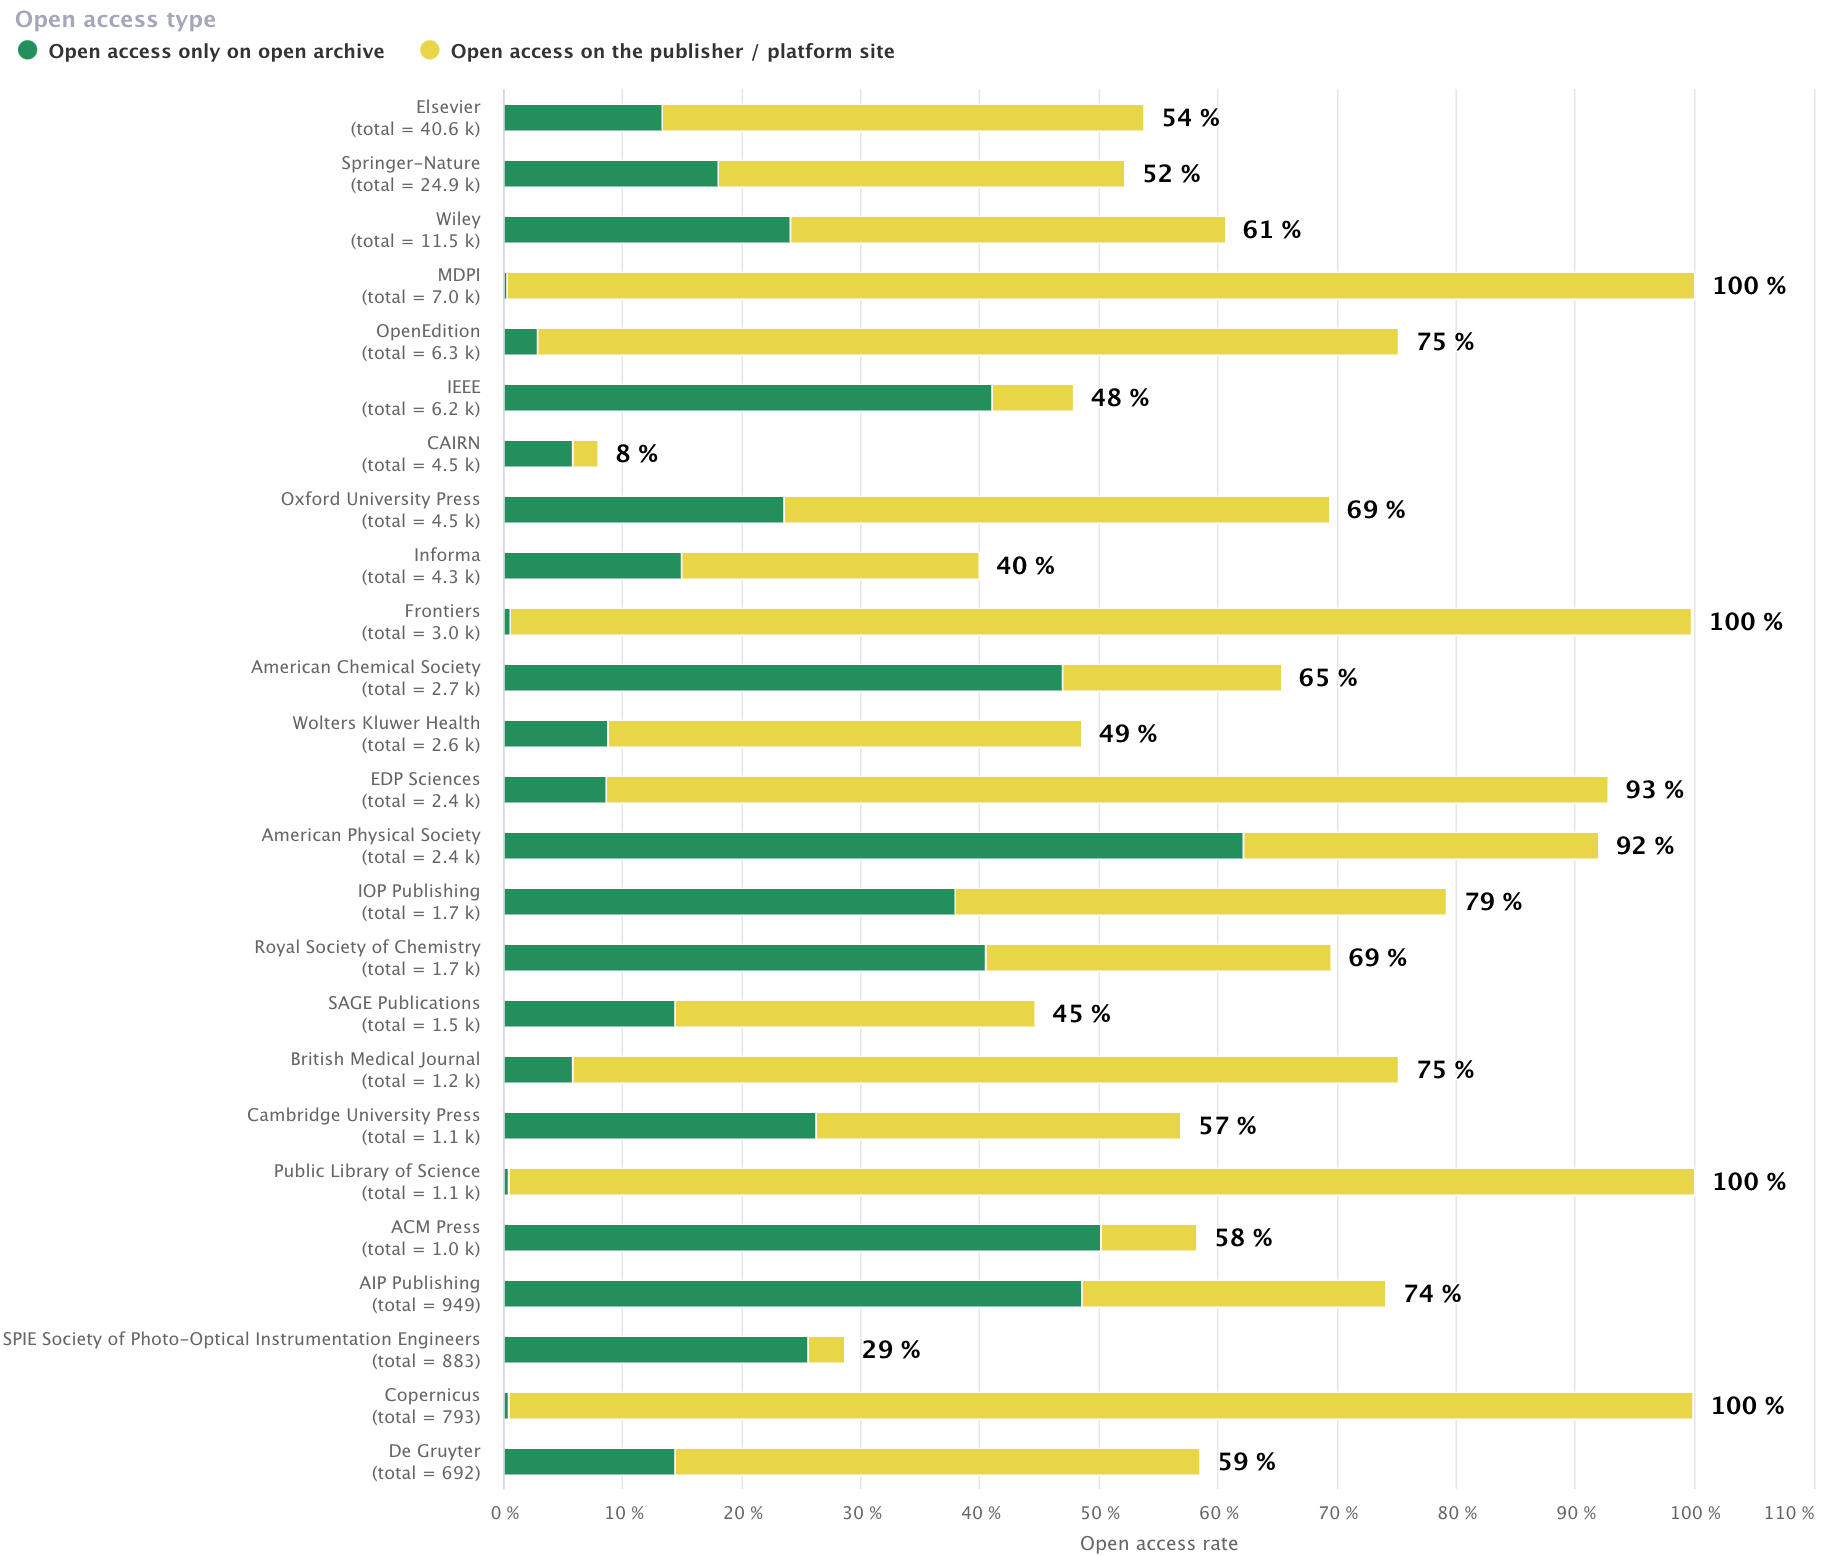 Open access type
Open access only on open archive
Open access on the publisher / platform site
Elsevier
(total = 40.6 k)
54 %
Springer–Nature
(total = 24.9 k)
52 %
Wiley
(total = 11.5 k)
61 %
MDPI
(total = 7.0 k)
100 %
OpenEdition
(total = 6.3 k)
75 %
IEEE
(total = 6.2 k)
48 %
CAIRN
(total = 4.5 k)
8 %
Oxford University Press
(total = 4.5 k)
69 %
Informa
(total = 4.3 k)
40 %
Frontiers
(total = 3.0 k)
100 %
American Chemical Society
(total = 2.7 k)
65 %
Wolters Kluwer Health
(total = 2.6 k)
49 %
EDP Sciences
(total = 2.4 k)
93 %
American Physical Society
(total = 2.4 k)
92 %
IOP Publishing
(total = 1.7 k)
79 %
Royal Society of Chemistry
(total = 1.7 k)
69 %
SAGE Publications
(total = 1.5 k)
45 %
British Medical Journal
(total = 1.2 k)
75 %
Cambridge University Press
(total = 1.1 k)
57 %
Public Library of Science
(total = 1.1 k)
100 %
ACM Press
(total = 1.0 k)
58 %
AIP Publishing
(total = 949)
74 %
SPIE Society of Photo–Optical Instrumentation Engineers
(total = 883)
29 %
Copernicus
(total = 793)
100 %
De Gruyter
(total = 692)
59 %
0 % 10 % 20 % 30 % 40 % 50 % 60 % 70 % 80 % 90 % 100 % 110 %
Open access rate